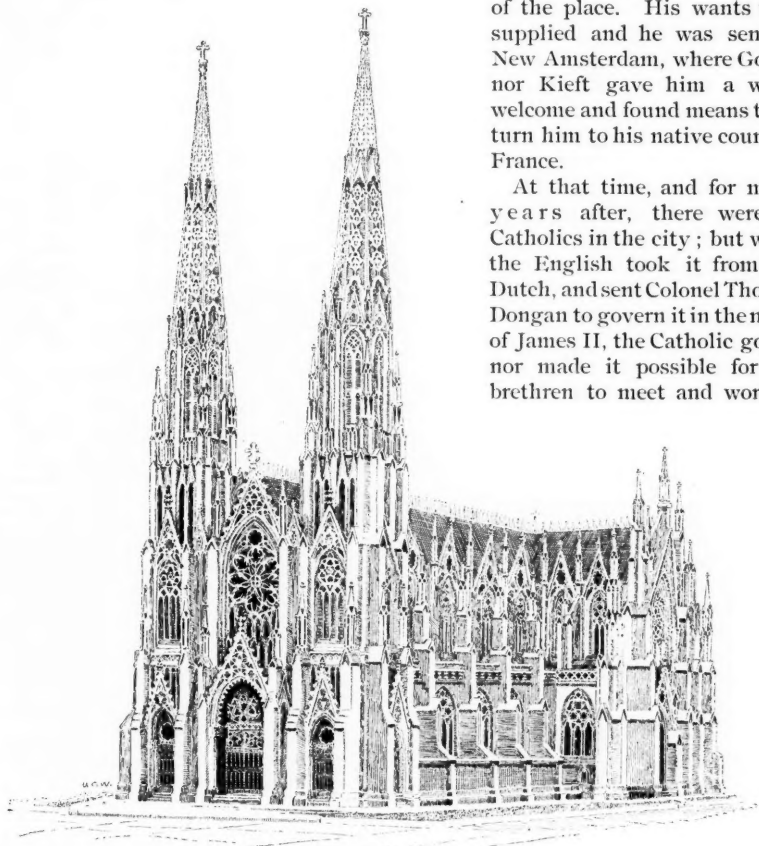 of the place. His wants
supplied and he was sen
New Amsterdam, where Go
nor Kieft gave him a w
welcome and found means t
turn him to his native coun
France.
At that time, and for m
years after, there were
Catholics in the city ; but w
the English took it from
Dutch, and sent Colonel Tho
Dongan to govern it in the n
of James II, the Catholic go
nor made it possible for
brethren to meet and wor
U.C.W.